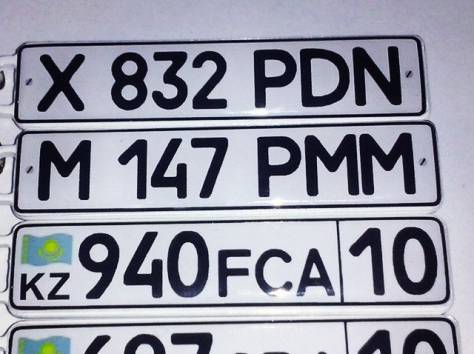 X 832 PDN
M 147 PMM
KZ 940 FCA 10